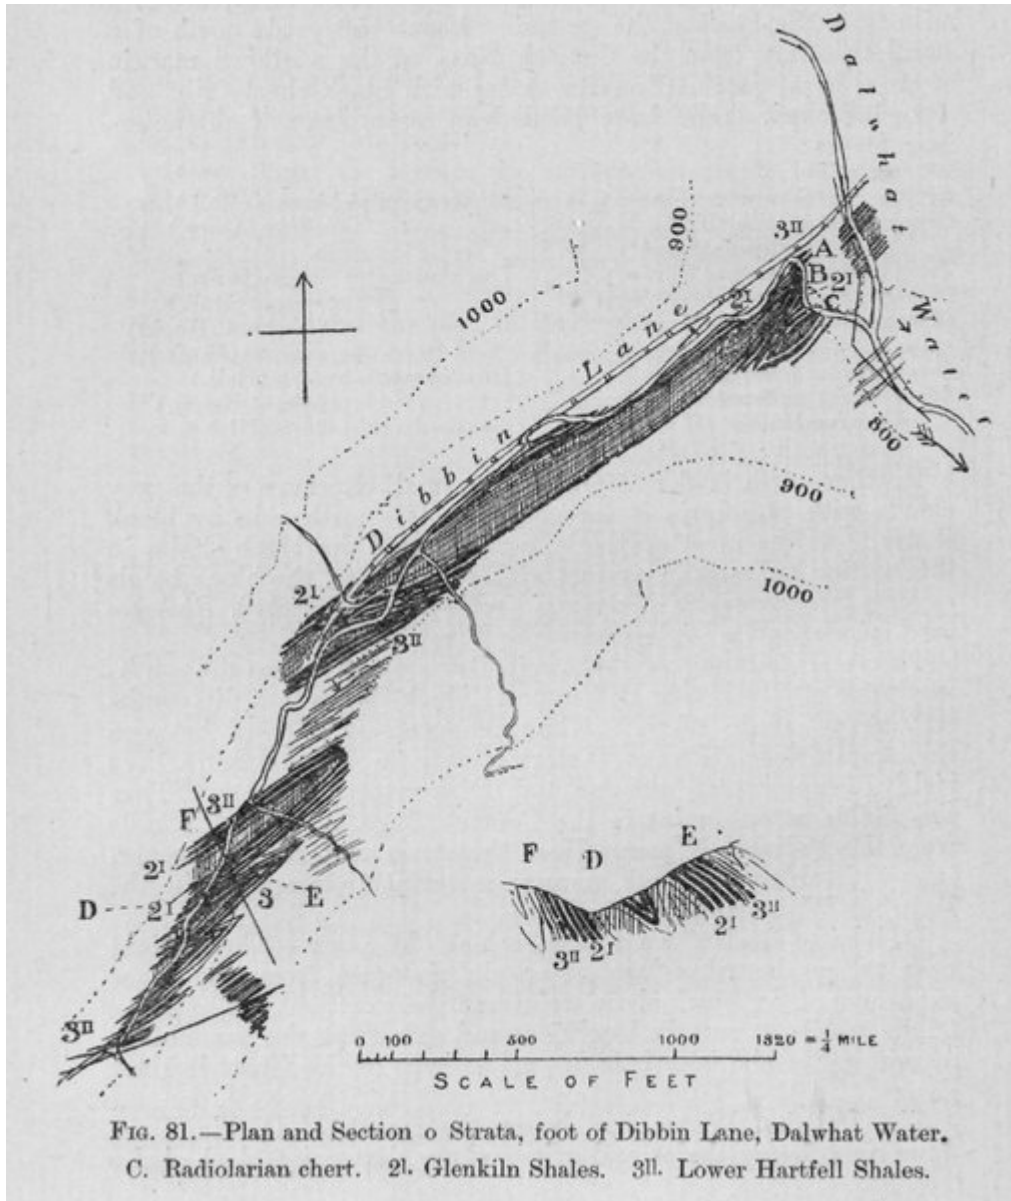 Dalwhat Water
3II
A
B
2I
C
900
1000
2I
Dibbin Lane
800
900
1000
2I
3II
F
3II
2I
D
2I
3
E
3II
F D E
3II 2I 2I 3II
0 100 500 1000 1320 = 1/4 MILE
SCALE OF FEET
FIG. 81.—Plan and Section o Strata, foot of Dibbin Lane, Dalwhat Water.
C. Radiolarian chert. 2I. Glenkiln Shales. 3II. Lower Hartfell Shales.